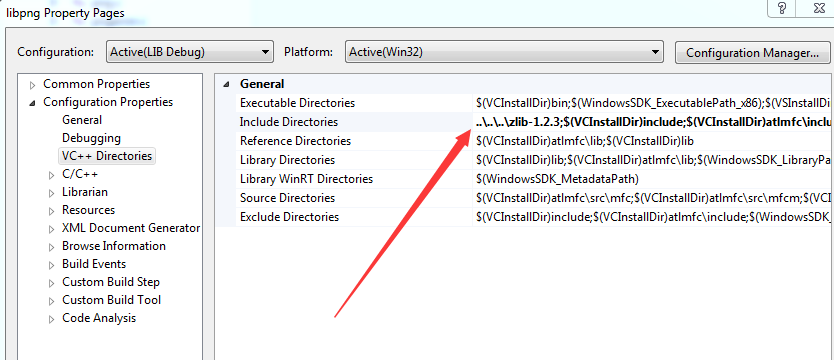 libpng Property Pages
Configuration: Active(LIB Debug) Platform: Active(Win32) Configuration Manager...
Common Properties
Configuration Properties
General
Debugging
VC++ Directories
C/C++
Librarian
Resources
XML Document Generator
Browse Information
Build Events
Custom Build Step
Custom Build Tool
Code Analysis
General
Executable Directories $(VCInstallDir)bin;$(WindowsSDK_ExecutablePath_x86);$(VSInstallDi
Include Directories ..\..\..\zlib-1.2.3;$(VCInstallDir)include;$(VCInstallDir)atlmfc\inclu
Reference Directories $(VCInstallDir)atlmfc\lib;$(VCInstallDir)lib
Library Directories $(VCInstallDir)lib;$(VCInstallDir)atlmfc\lib;$(WindowsSDK_LibraryPa
Library WinRT Directories $(WindowsSDK_MetadataPath)
Source Directories $(VCInstallDir)atlmfc\src\mfc;$(VCInstallDir)atlmfc\src\mfcm;$(VCI
Exclude Directories $(VCInstallDir)include;$(VCInstallDir)atlmfc\include;$(WindowsSDK_